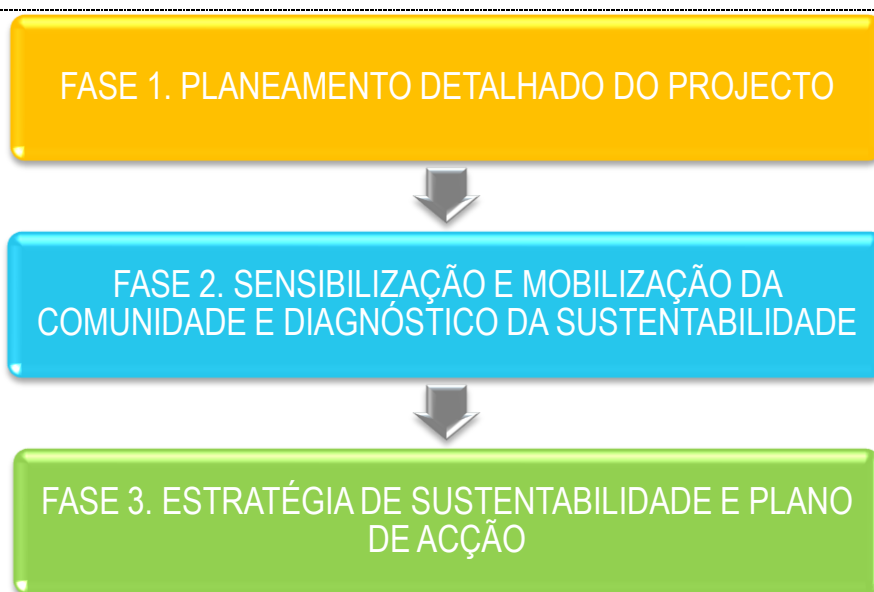 FASE 1. PLANEAMENTO DETALHADO DO PROJECTO
FASE 2. SENSIBILIZAÇÃO E MOBILIZAÇÃO DA
COMUNIDADE E DIAGNÓSTICO DA SUSTENTABILIDADE
FASE 3. ESTRATÉGIA DE SUSTENTABILIDADE E PLANO
DE ACÇÃO